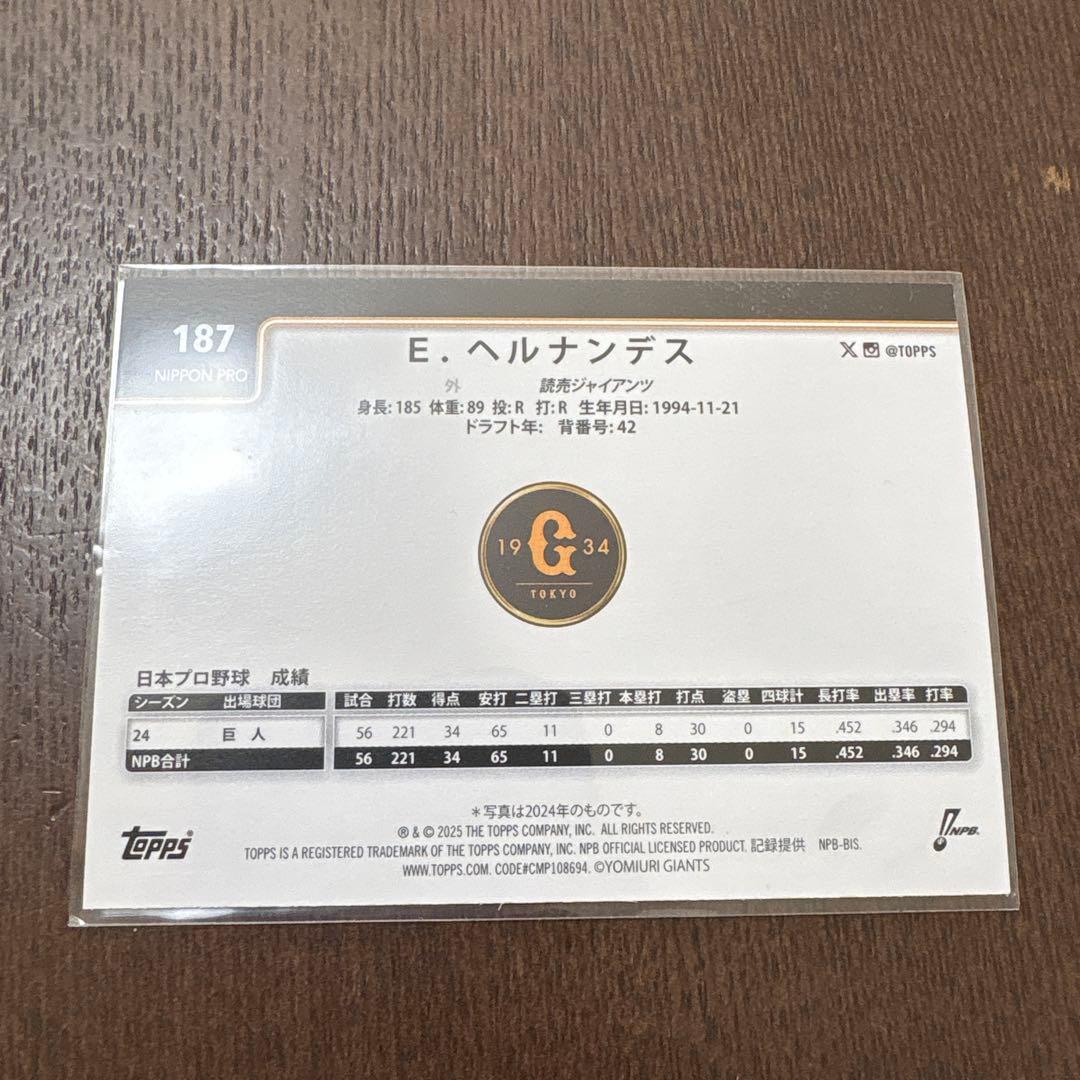 187
NIPPON PRO
E. ヘルナンデス
@TOPPS
外 読売ジャイアンツ
身長: 185 体重: 89 投: R 打: R 生年月日: 1994-11-21
ドラフト年: 背番号: 42
19 G 34
TOKYO
日本プロ野球 成績
シーズン 出場球団 試合 打数 得点 安打 二塁打 三塁打 本塁打 打点 盗塁 四球計 長打率 出塁率 打率
24 巨人 56 221 34 65 11 0 8 30 0 15 .452 .346 .294
NPB合計 56 221 34 65 11 0 8 30 0 15 .452 .346 .294
＊写真は2024年のものです。
® & © 2025 THE TOPPS COMPANY, INC. ALL RIGHTS RESERVED.
TOPPS IS A REGISTERED TRADEMARK OF THE TOPPS COMPANY, INC. NPB OFFICIAL LICENSED PRODUCT. 記録提供 NPB-BIS.
WWW.TOPPS.COM. CODE#CMP108694. ©YOMIURI GIANTS
topps®
NPB.